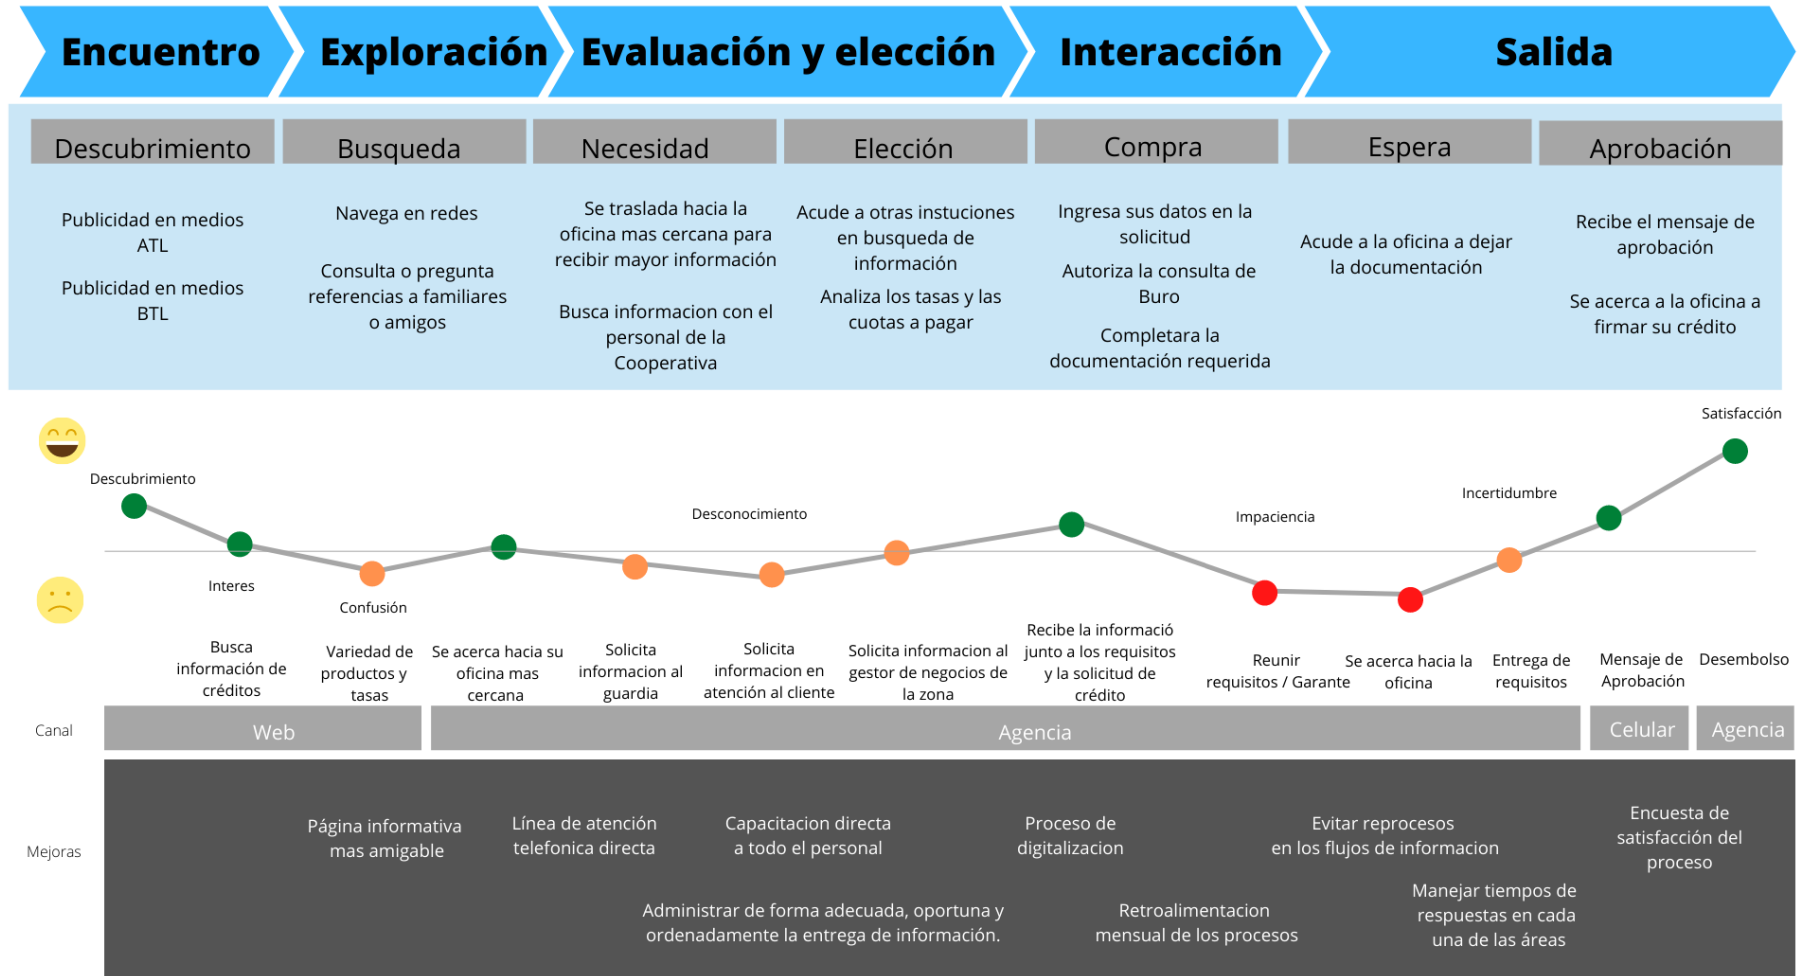 Encuentro
Exploración
Evaluación y elección
Interacción
Salida
Descubrimiento
Busqueda
Necesidad
Elección
Compra
Espera
Aprobación
Publicidad en medios
ATL
Publicidad en medios
BTL
Navega en redes
Consulta o pregunta
referencias a familiares
o amigos
Se traslada hacia la
oficina mas cercana para
recibir mayor información
Busca informacion con el
personal de la
Cooperativa
Acude a otras instuciones
en busqueda de
información
Analiza los tasas y las
cuotas a pagar
Ingresa sus datos en la
solicitud
Autoriza la consulta de
Buro
Completara la
documentación requerida
Acude a la oficina a dejar
la documentación
Recibe el mensaje de
aprobación
Se acerca a la oficina a
firmar su crédito
Descubrimiento
Interes
Confusión
Desconocimiento
Impaciencia
Incertidumbre
Satisfacción
Busca
información de
créditos
Variedad de
productos y
tasas
Se acerca hacia su
oficina mas
cercana
Solicita
informacion al
guardia
Solicita
informacion en
atención al cliente
Solicita informacion al
gestor de negocios de
la zona
Recibe la informació
junto a los requisitos
y la solicitud de
crédito
Reunir
requisitos / Garante
Se acerca hacia la
oficina
Entrega de
requisitos
Mensaje de
Aprobación
Desembolso
Canal
Web
Agencia
Celular
Agencia
Mejoras
Página informativa
mas amigable
Línea de atención
telefonica directa
Capacitacion directa
a todo el personal
Proceso de
digitalizacion
Evitar reprocesos
en los flujos de informacion
Encuesta de
satisfacción del
proceso
Administrar de forma adecuada, oportuna y
ordenadamente la entrega de información.
Retroalimentacion
mensual de los procesos
Manejar tiempos de
respuestas en cada
una de las áreas